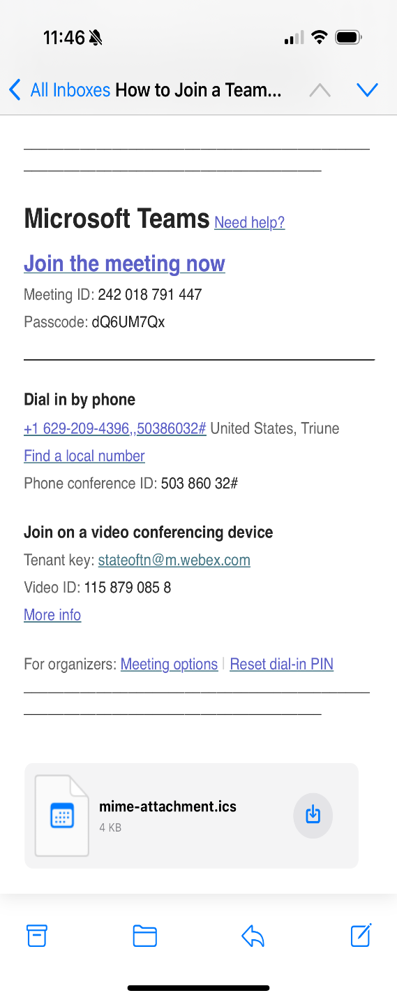 11:46
All Inboxes How to Join a Team...
Microsoft Teams Need help?
Join the meeting now
Meeting ID: 242 018 791 447
Passcode: dQ6UM7Qx
Dial in by phone
+1 629-209-4396,,50386032# United States, Triune
Find a local number
Phone conference ID: 503 860 32#
Join on a video conferencing device
Tenant key: stateoftn@m.webex.com
Video ID: 115 879 085 8
More info
For organizers: Meeting options | Reset dial-in PIN
mime-attachment.ics
4 KB